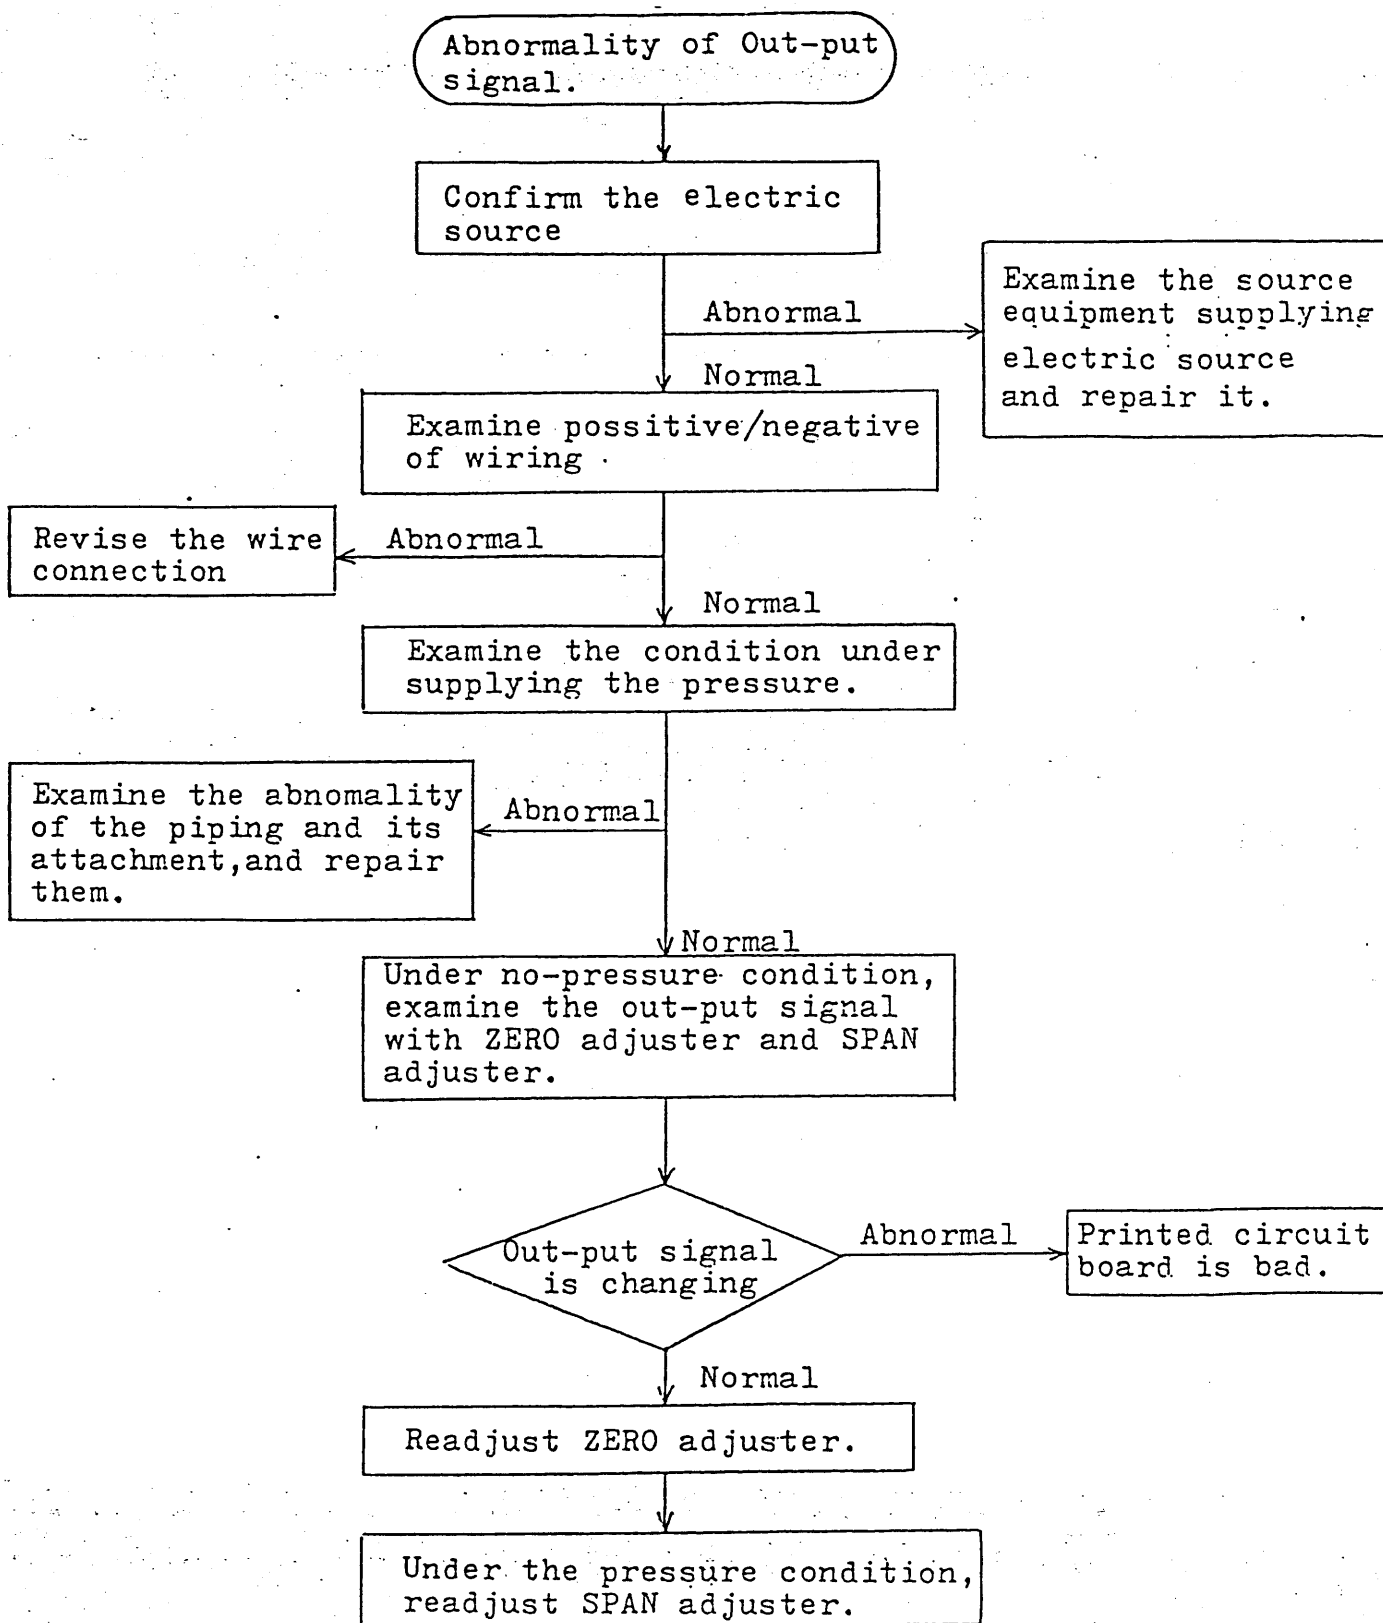 Abnormality of Out-put
signal.
Confirm the electric
source
Abnormal
Examine the source
equipment supplying
electric source
and repair it.
Normal
Examine possitive/negative
of wiring
Abnormal
Revise the wire
connection
Normal
Examine the condition under
supplying the pressure.
Abnormal
Examine the abnomality
of the piping and its
attachment,and repair
them.
Normal
Under no-pressure condition,
examine the out-put signal
with ZERO adjuster and SPAN
adjuster.
Out-put signal
is changing
Abnormal
Printed circuit
board is bad.
Normal
Readjust ZERO adjuster.
Under the pressure condition,
readjust SPAN adjuster.